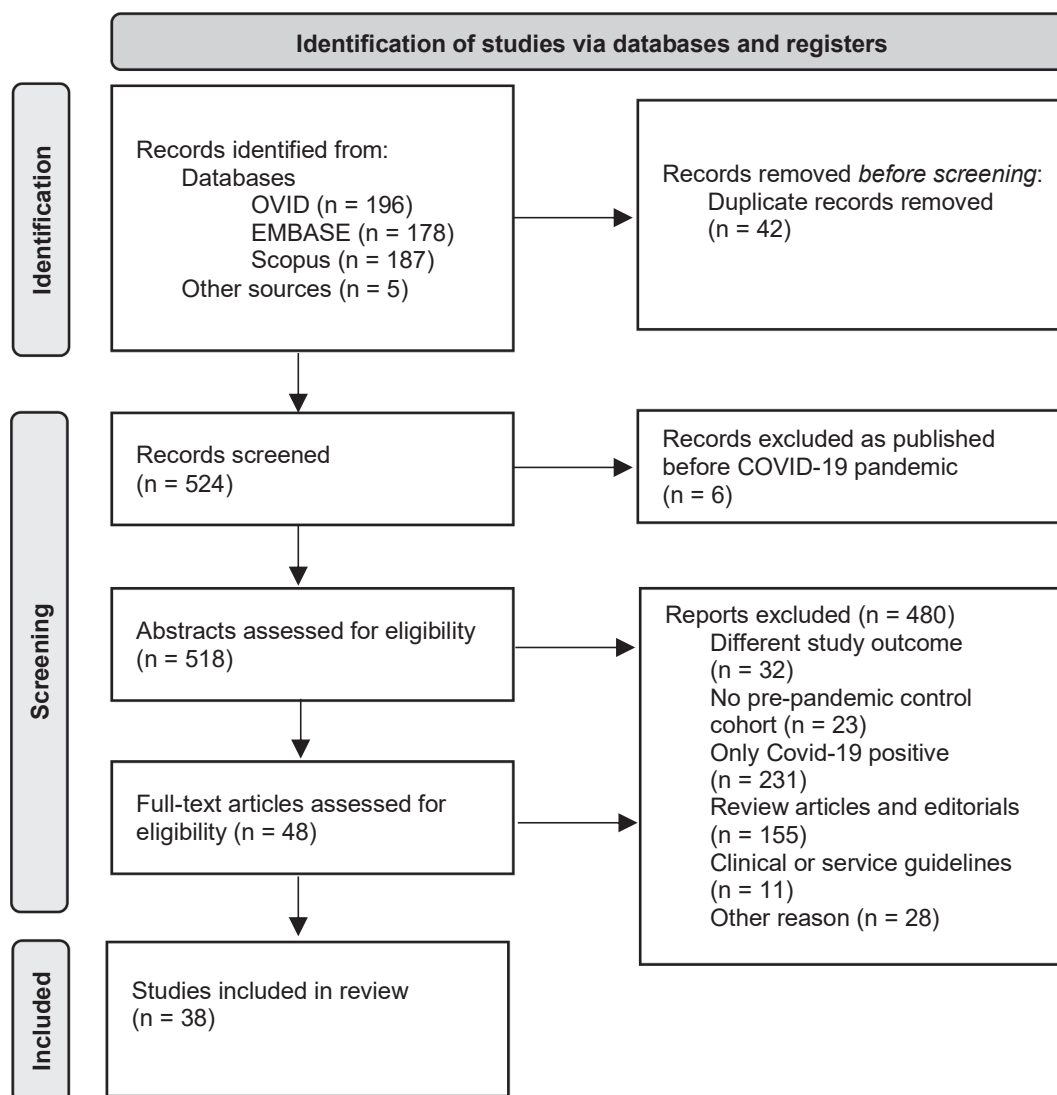 Identification of studies via databases and registers
Identification
Records identified from:
Databases
OVID (n = 196)
EMBASE (n = 178)
Scopus (n = 187)
Other sources (n = 5)
Records removed before screening:
Duplicate records removed
(n = 42)
Screening
Records screened
(n = 524)
Records excluded as published
before COVID-19 pandemic
(n = 6)
Abstracts assessed for eligibility
(n = 518)
Reports excluded (n = 480)
Different study outcome
(n = 32)
No pre-pandemic control
cohort (n = 23)
Only Covid-19 positive
(n = 231)
Review articles and editorials
(n = 155)
Clinical or service guidelines
(n = 11)
Other reason (n = 28)
Full-text articles assessed for
eligibility (n = 48)
Included
Studies included in review
(n = 38)